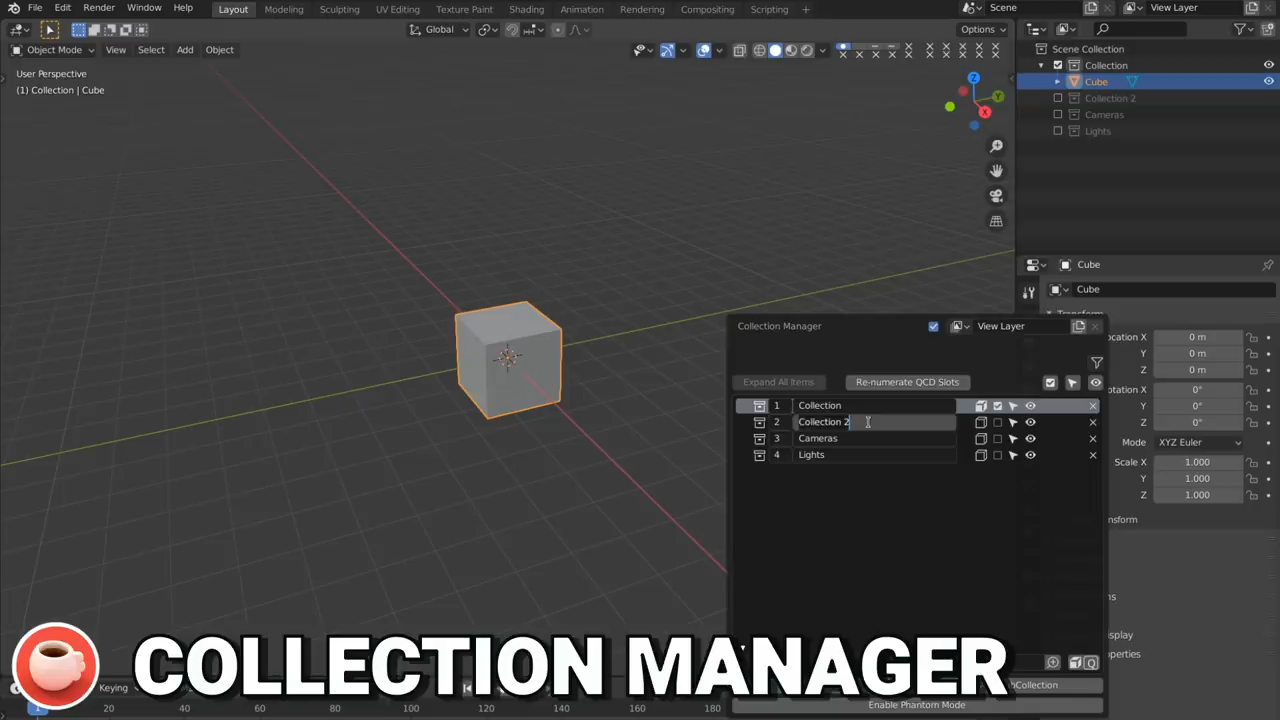 File Edit Render Window Help Layout Modeling Sculpting UV Editing Texture Paint Shading Animation Rendering Compositing Scripting + Scene View Layer
Global Options
Object Mode View Select Add Object
User Perspective
(1) Collection | Cube
Scene Collection
Collection
Cube
Collection 2
Cameras
Lights
Z
Y
X
Cube
Cube
Transform
Location X 0 m
Y 0 m
Z 0 m
Rotation X 0°
Y 0°
Z 0°
Mode XYZ Euler
Scale X 1.000
Y 1.000
Z 1.000
Collection Manager View Layer
Expand All Items Re-numerate QCD Slots
1 Collection
2 Collection 2
3 Cameras
4 Lights
Enable Phantom Mode
Keying
1 20 40 60 80 100 120 140 160 180
COLLECTION MANAGER